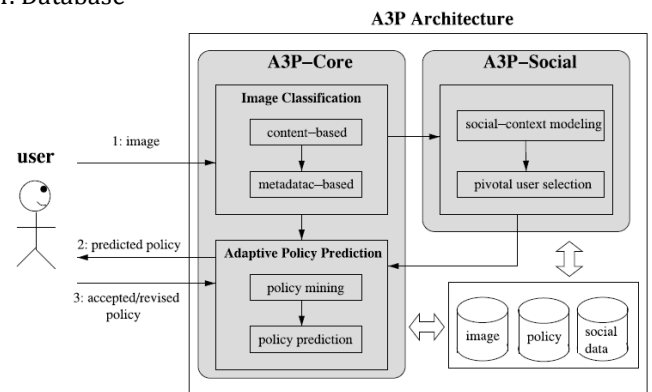 A3P Architecture
A3P–Core
A3P–Social
Image Classification
content–based
metadatac–based
social–context modeling
pivotal user selection
user
1: image
2: predicted policy
3: accepted/revised
policy
Adaptive Policy Prediction
policy mining
policy prediction
image
policy
social
data